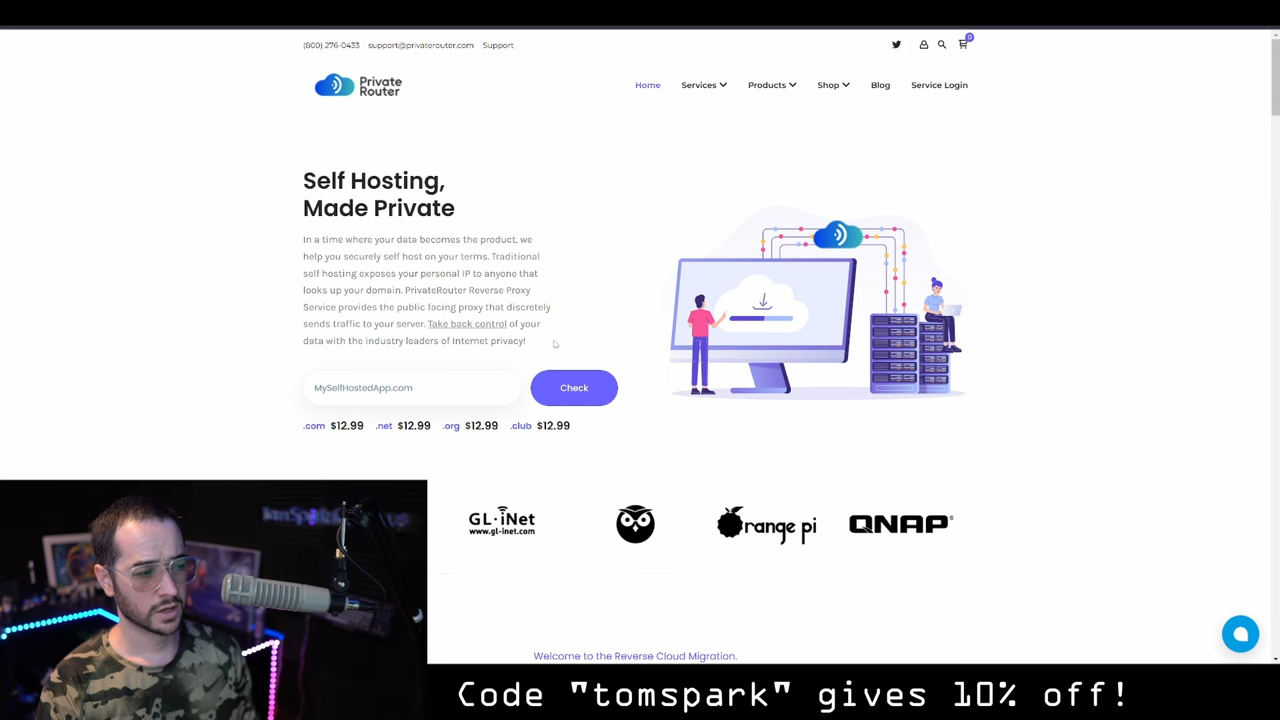 (800) 276-0433 support@privaterouter.com Support
0
Private
Router
Home Services Products Shop Blog Service Login
Self Hosting,
Made Private
In a time where your data becomes the product, we
help you securely self host on your terms. Traditional
self hosting exposes your personal IP to anyone that
looks up your domain. PrivateRouter Reverse Proxy
Service provides the public facing proxy that discretely
sends traffic to your server. Take back control of your
data with the industry leaders of Internet privacy!
MySelfHostedApp.com Check
.com $12.99 .net $12.99 .org $12.99 .club $12.99
GL·iNet
www.gl-inet.com
range pi
QNAP
Welcome to the Reverse Cloud Migration.
Code "tomspark" gives 10% off!